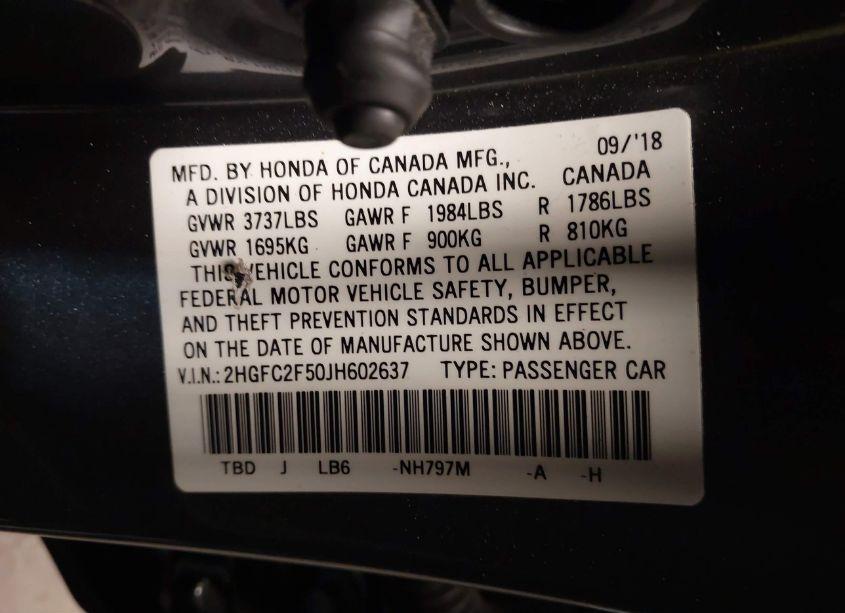 MFD. BY HONDA OF CANADA MFG., 09/'18
A DIVISION OF HONDA CANADA INC. CANADA
GVWR 3737LBS GAWR F 1984LBS R 1786LBS
GVWR 1695KG GAWR F 900KG R 810KG
THIS VEHICLE CONFORMS TO ALL APPLICABLE
FEDERAL MOTOR VEHICLE SAFETY, BUMPER,
AND THEFT PREVENTION STANDARDS IN EFFECT
ON THE DATE OF MANUFACTURE SHOWN ABOVE.
V.I.N.: 2HGFC2F50JH602637 TYPE: PASSENGER CAR
TBD J LB6 -NH797M -A -H